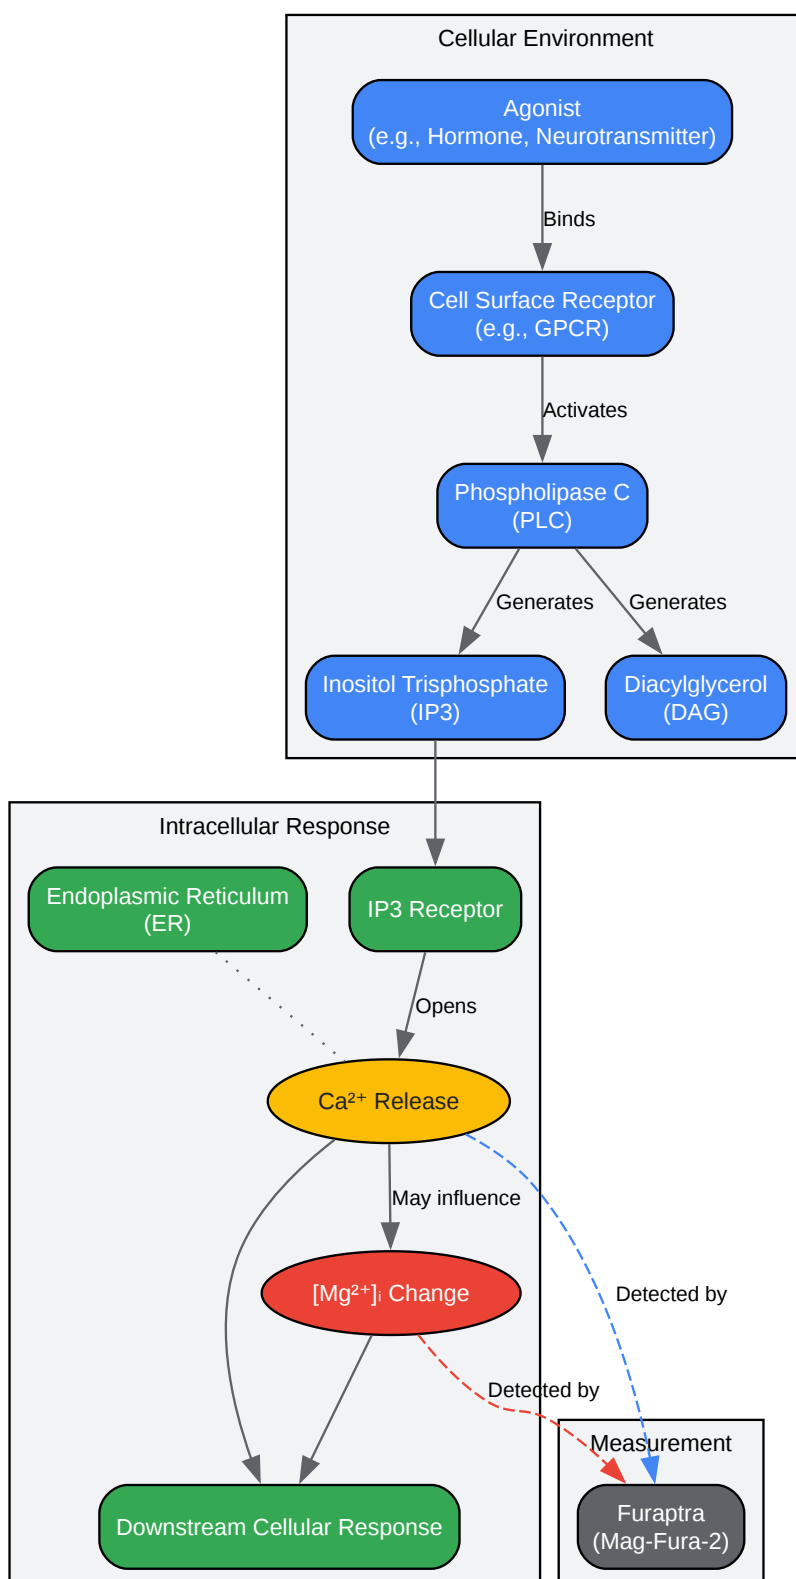 Cellular Environment
Agonist
(e.g., Hormone, Neurotransmitter)
Binds
Cell Surface Receptor
(e.g., GPCR)
Activates
Phospholipase C
(PLC)
Generates
Generates
Inositol Trisphosphate
(IP3)
Diacylglycerol
(DAG)
Intracellular Response
Endoplasmic Reticulum
(ER)
IP3 Receptor
Opens
Ca²⁺ Release
May influence
[Mg²⁺]ᵢ Change
Detected by
Detected by
Measurement
Downstream Cellular Response
Furaptra
(Mag-Fura-2)